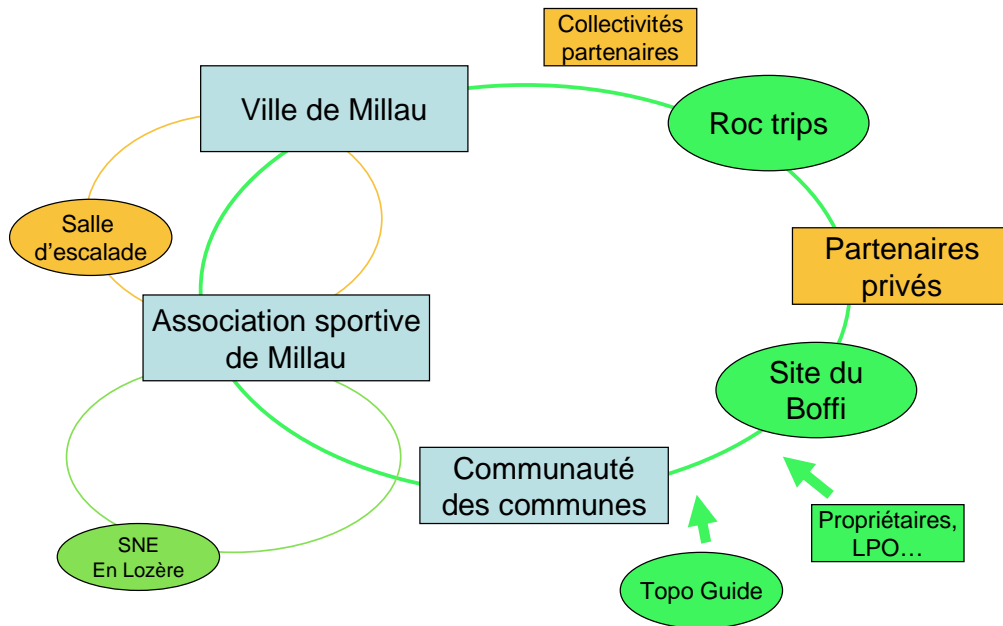 Collectivités
partenaires
Ville de Millau
Roc trips
Salle
d’escalade
Partenaires
privés
Association sportive
de Millau
Site du
Boffi
Communauté
des communes
Propriétaires,
LPO…
SNE
En Lozère
Topo Guide